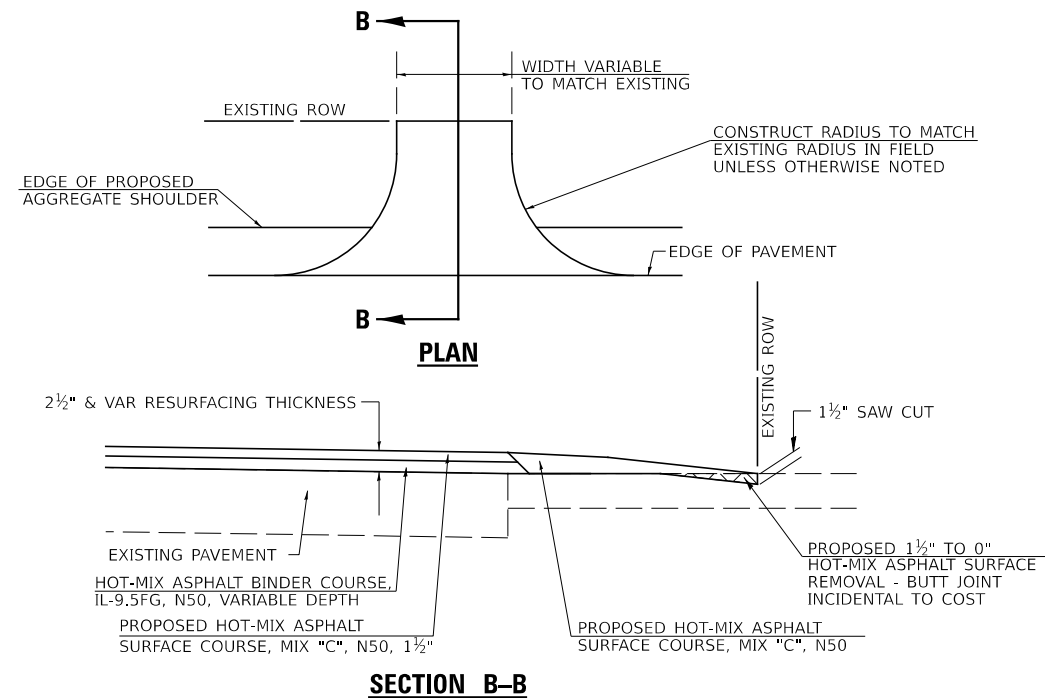 B
WIDTH VARIABLE
TO MATCH EXISTING
EXISTING ROW
CONSTRUCT RADIUS TO MATCH
EXISTING RADIUS IN FIELD
UNLESS OTHERWISE NOTED
EDGE OF PROPOSED
AGGREGATE SHOULDER
EDGE OF PAVEMENT
B
PLAN
EXISTING ROW
2½" & VAR RESURFACING THICKNESS
1½" SAW CUT
EXISTING PAVEMENT
HOT-MIX ASPHALT BINDER COURSE,
IL-9.5FG, N50, VARIABLE DEPTH
PROPOSED HOT-MIX ASPHALT
SURFACE COURSE, MIX "C", N50, 1½"
PROPOSED HOT-MIX ASPHALT
SURFACE COURSE, MIX "C", N50
PROPOSED 1½" TO 0"
HOT-MIX ASPHALT SURFACE
REMOVAL - BUTT JOINT
INCIDENTAL TO COST
SECTION B–B